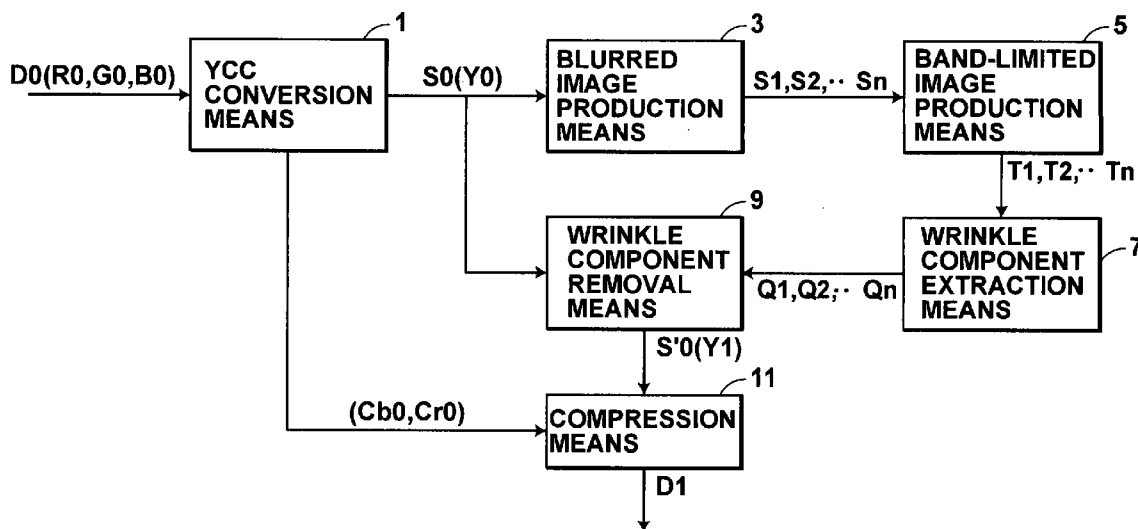 1
3
5
D0(R0,G0,B0)
YCC
CONVERSION
MEANS
S0(Y0)
BLURRED
IMAGE
PRODUCTION
MEANS
S1,S2,·· Sn
BAND-LIMITED
IMAGE
PRODUCTION
MEANS
T1,T2,·· Tn
9
WRINKLE
COMPONENT
REMOVAL
MEANS
Q1,Q2,·· Qn
WRINKLE
COMPONENT
EXTRACTION
MEANS
7
S'0(Y1)
11
(Cb0,Cr0)
COMPRESSION
MEANS
D1